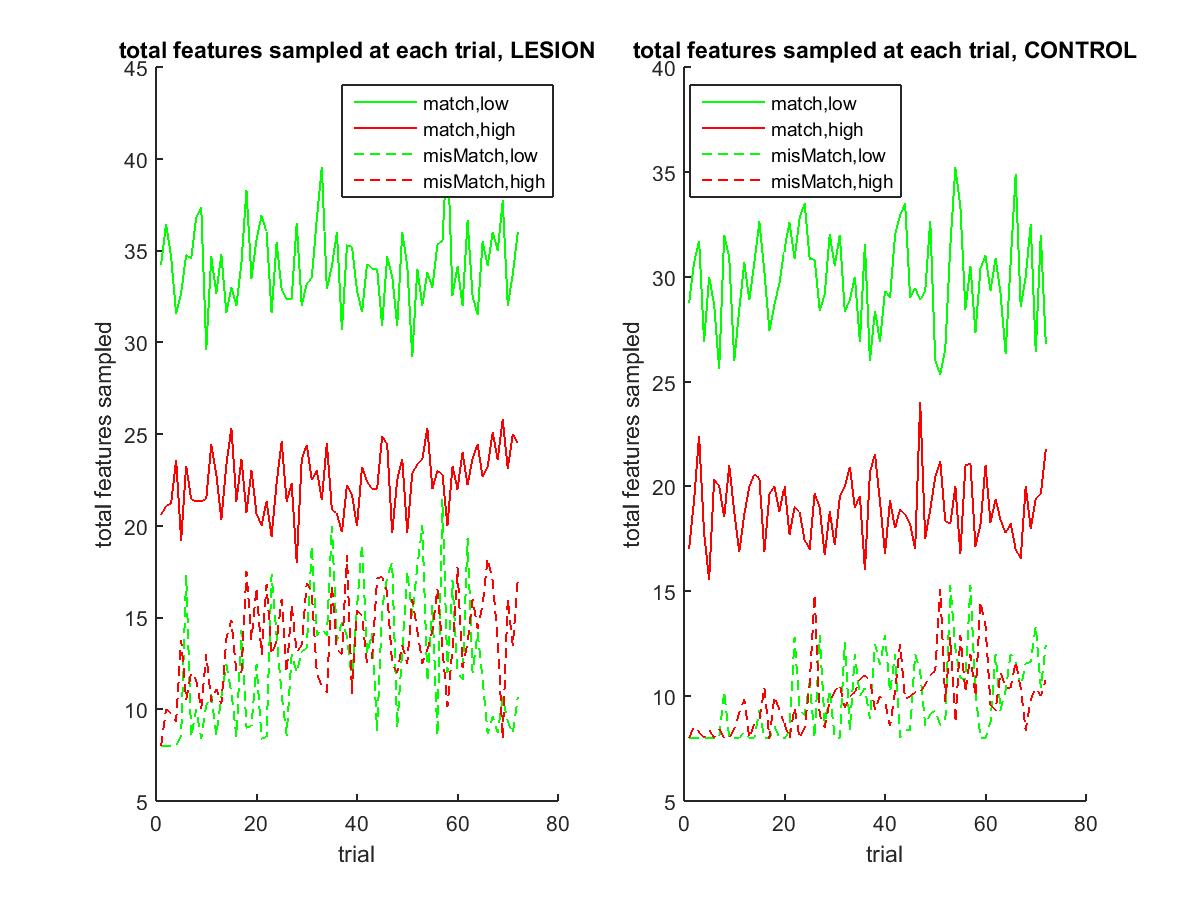 total features sampled at each trial, LESION
45
40
35
30
25
20
15
10
5
0
20
40
60
80
total features sampled
trial
match,low
match,high
misMatch,low
misMatch,high
total features sampled at each trial, CONTROL
40
35
30
25
20
15
10
5
0
20
40
60
80
total features sampled
trial
match,low
match,high
misMatch,low
misMatch,high